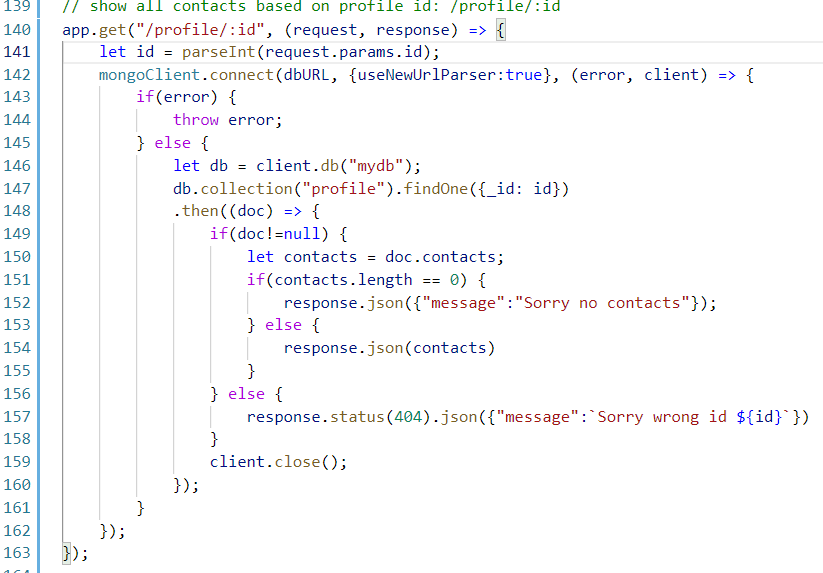 139 // show all contacts based on profile id: /profile/:id
140 app.get("/profile/:id", (request, response) => {
141 let id = parseInt(request.params.id);
142 mongoClient.connect(dbURL, {useNewUrlParser:true}, (error, client) => {
143 if(error) {
144 throw error;
145 } else {
146 let db = client.db("mydb");
147 db.collection("profile").findOne({_id: id})
148 .then((doc) => {
149 if(doc!=null) {
150 let contacts = doc.contacts;
151 if(contacts.length == 0) {
152 response.json({"message":"Sorry no contacts"});
153 } else {
154 response.json(contacts)
155 }
156 } else {
157 response.status(404).json({"message":`Sorry wrong id ${id}`})
158 }
159 client.close();
160 });
161 }
162 });
163 });